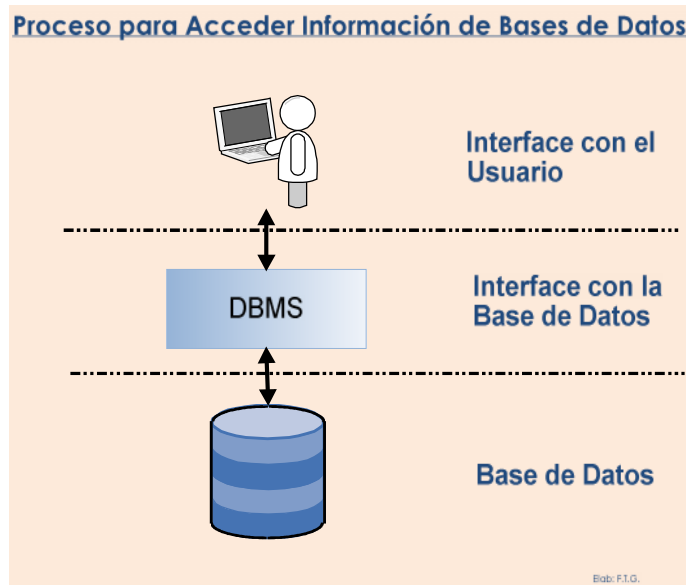 Proceso para Acceder Información de Bases de Datos
Interface con el
Usuario
DBMS
Interface con la
Base de Datos
Base de Datos
Elab: F.T.G.